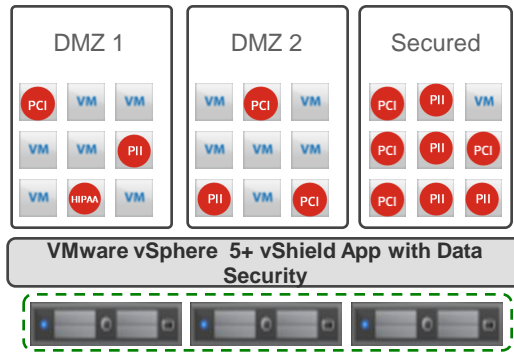 DMZ 1 DMZ 2 Secured
PCI VM VM VM PCI VM PCI PII VM
VM VM PII VM VM VM PCI PII PCI
VM HIPAA VM PII VM PCI PCI PII PII
VMware vSphere 5+ vShield App with Data
Security